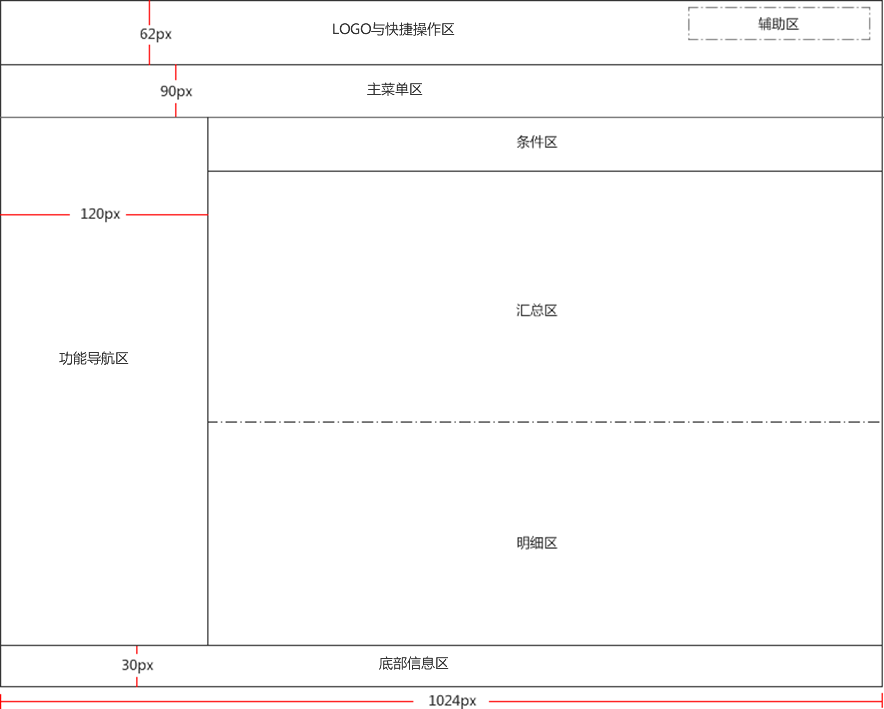 LOGO与快捷操作区
辅助区
62px
主菜单区
90px
条件区
120px
汇总区
功能导航区
明细区
底部信息区
30px
1024px